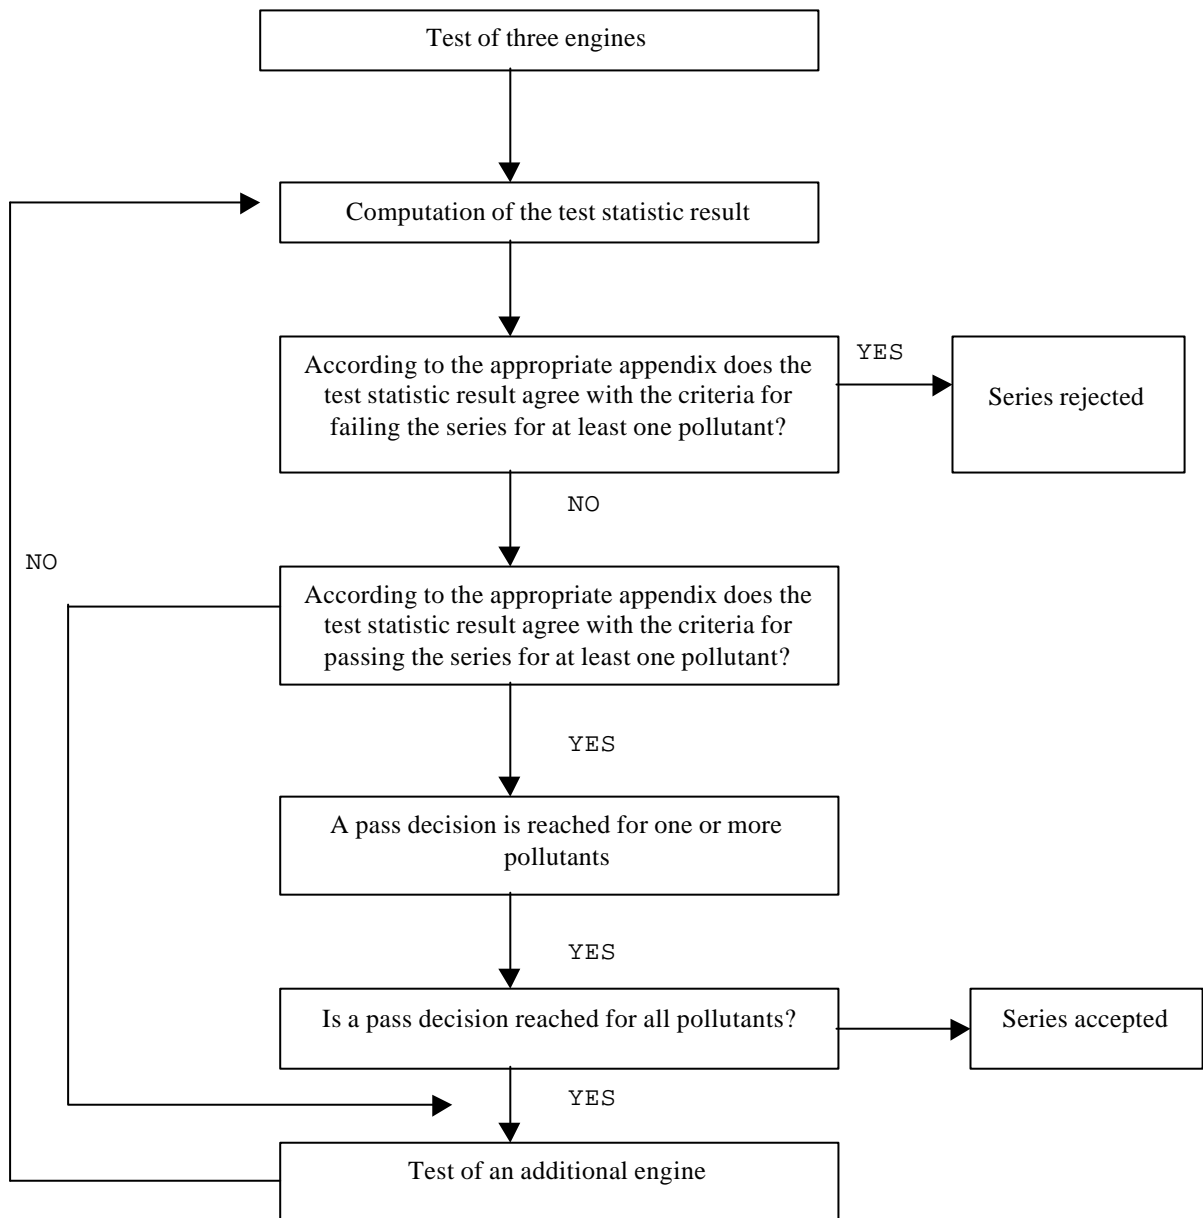 Test of three engines
Computation of the test statistic result
According to the appropriate appendix does the
test statistic result agree with the criteria for
failing the series for at least one pollutant?
YES
Series rejected
NO
NO
According to the appropriate appendix does the
test statistic result agree with the criteria for
passing the series for at least one pollutant?
YES
A pass decision is reached for one or more
pollutants
YES
Is a pass decision reached for all pollutants?
Series accepted
YES
Test of an additional engine